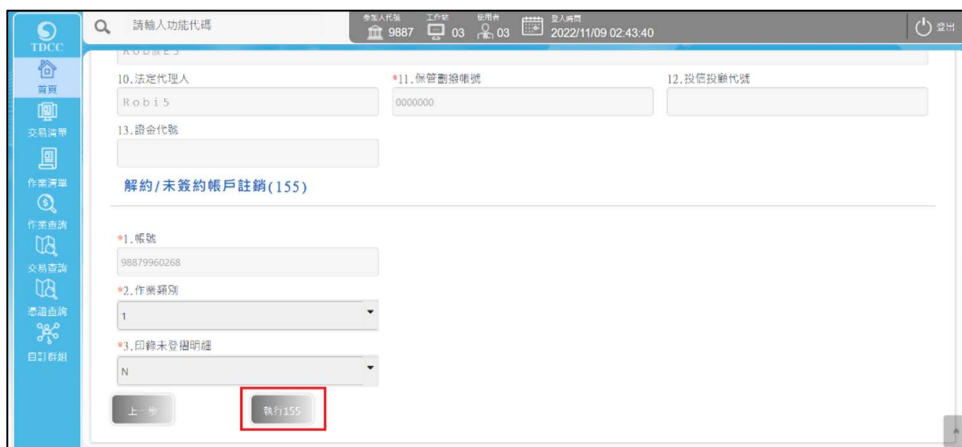 TDCC
請輸入功能代碼
參加人代號 9887
工作站 03
使用者 03
登入時間 2022/11/09 02:43:40
登出
首頁
交易清單
作業清單
作業查詢
交易查詢
憑證查詢
自訂群組
10.法定代理人
Robi5
*11.保管劃撥帳號
0000000
12.投信投顧代號
13.證金代號
解約/未簽約帳戶註銷(155)
*1.帳號
98879960268
*2.作業類別
1
*3.印錄未登摺明細
N
上一步
執行155